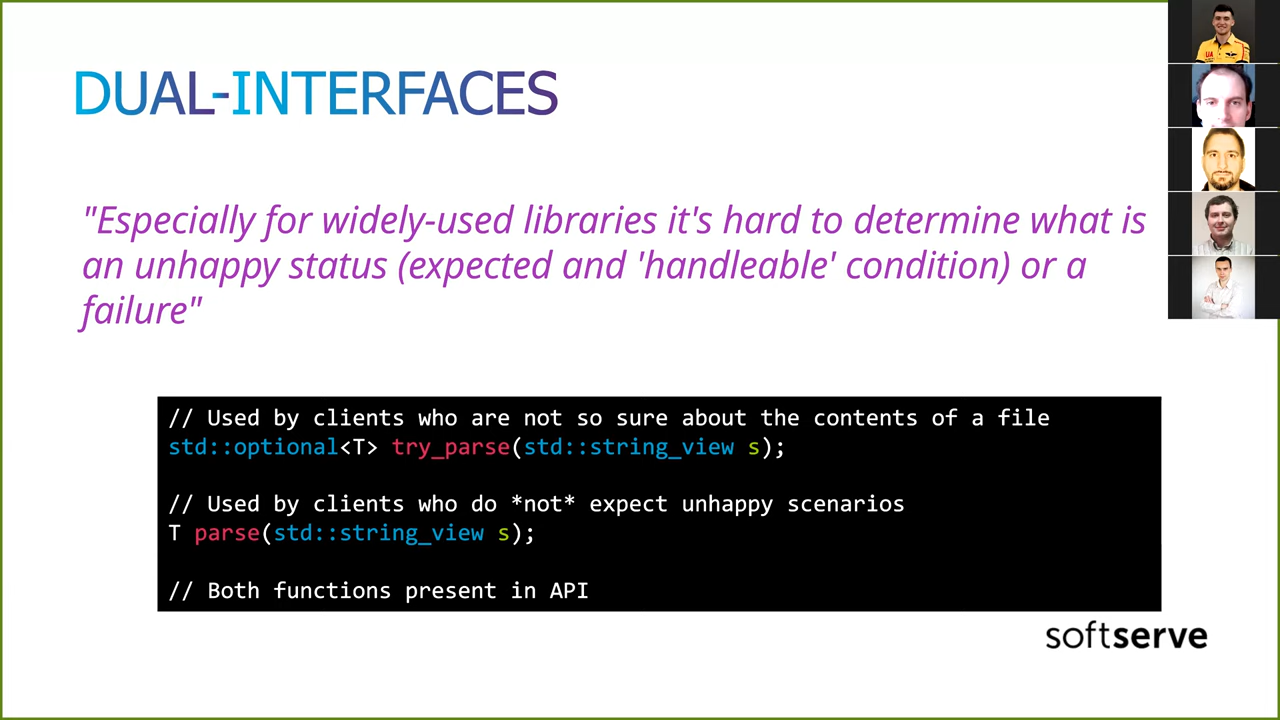 DUAL-INTERFACES
"Especially for widely-used libraries it's hard to determine what is
an unhappy status (expected and 'handleable' condition) or a
failure"
// Used by clients who are not so sure about the contents of a file
std::optional<T> try_parse(std::string_view s);
// Used by clients who do *not* expect unhappy scenarios
T parse(std::string_view s);
// Both functions present in API
softserve
UA